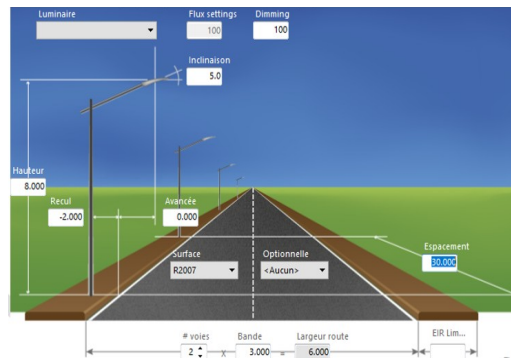 Luminaire Flux settings Dimming
100 100
Inclinaison
5.0
Hauteur
8.000
Recul Avancée
-2.000 0.000
Espacement
30.000
Surface Optionnelle
R2007 <Aucun>
# voies Bande Largeur route EIR Lim...
2 x 3.000 = 6.000